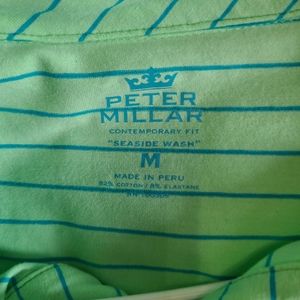 PETER
MILLAR
CONTEMPORARY FIT
"SEASIDE WASH"
M
MADE IN PERU
92% COTTON / 8% ELASTANE